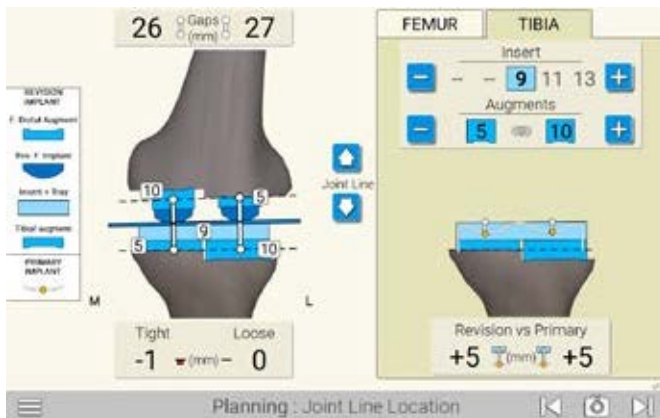 26 Gaps (mm) 27
REVISION
IMPLANT
F. Distal Augment
Rev. F. Implant
Insert + Tray
Tibial augment
PRIMARY
IMPLANT
M
L
10
5
9
5
10
Joint Line
Tight Loose
-1 (mm) 0
FEMUR TIBIA
Insert
- -- -- 9 11 13 +
Augments
- 5 10 +
Revision vs Primary
+5 (mm) +5
Planning : Joint Line Location